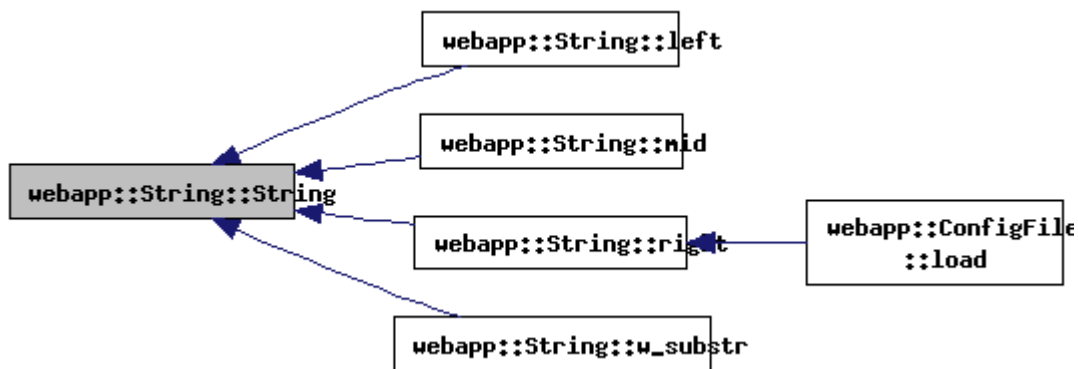 webapp::String::left
webapp::String::mid
webapp::String::String
webapp::String::right
webapp::ConfigFile
::load
webapp::String::w_substr